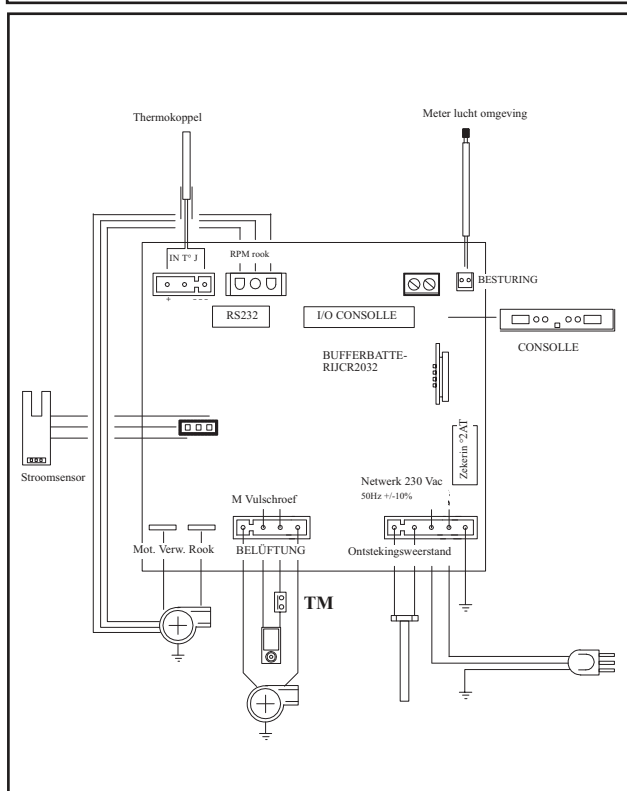 Thermokoppel
Meter lucht omgeving
IN T° J
RPM rook
+
---
BESTURING
RS232
I/O CONSOLLE
CONSOLLE
BUFFERBATTE-
RIJCR2032
Zekerin °2AT
Stroomsensor
M Vulschroef
Netwerk 230 Vac
50Hz +/-10%
Mot. Verw. Rook
BELÜFTUNG
Ontstekingsweerstand
TM